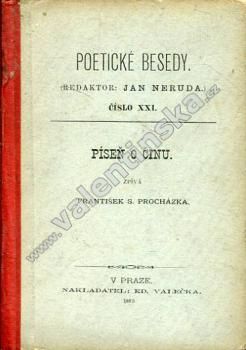 POETICKÉ BESEDY.
(REDAKTOR: JAN NERUDA.)
ČÍSLO XXI.
PÍSEŇ O ČINU.
ZPÍVÁ
FRANTIŠEK S. PROCHÁZKA.
V PRAZE.
NAKLADATEL: ED. VALEČKA.
www.valentinska.cz